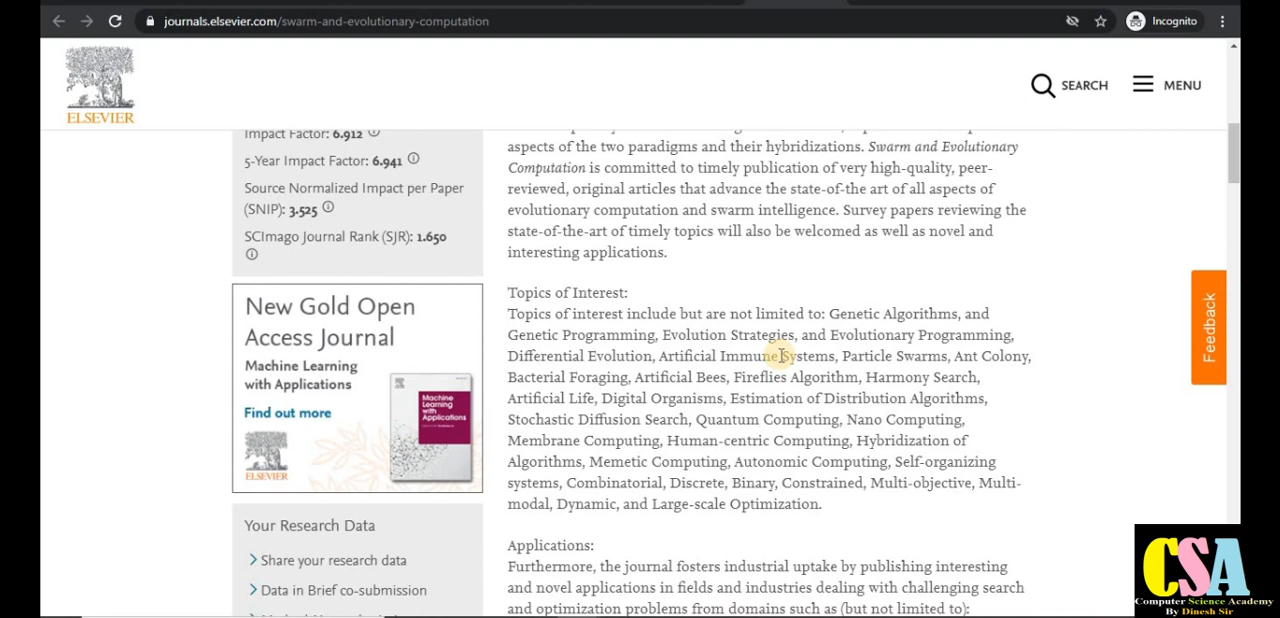 journals.elsevier.com/swarm-and-evolutionary-computation
Incognito
ELSEVIER
SEARCH
MENU
Impact Factor: 6.912
5-Year Impact Factor: 6.941
Source Normalized Impact per Paper
(SNIP): 3.525
SCImago Journal Rank (SJR): 1.650
New Gold Open
Access Journal
Machine Learning
with Applications
Find out more
ELSEVIER
Machine
Learning
with
Applications
Your Research Data
Share your research data
Data in Brief co-submission
aspects of the two paradigms and their hybridizations. Swarm and Evolutionary
Computation is committed to timely publication of very high-quality, peer-
reviewed, original articles that advance the state-of-the art of all aspects of
evolutionary computation and swarm intelligence. Survey papers reviewing the
state-of-the-art of timely topics will also be welcomed as well as novel and
interesting applications.
Topics of Interest:
Topics of interest include but are not limited to: Genetic Algorithms, and
Genetic Programming, Evolution Strategies, and Evolutionary Programming,
Differential Evolution, Artificial Immune Systems, Particle Swarms, Ant Colony,
Bacterial Foraging, Artificial Bees, Fireflies Algorithm, Harmony Search,
Artificial Life, Digital Organisms, Estimation of Distribution Algorithms,
Stochastic Diffusion Search, Quantum Computing, Nano Computing,
Membrane Computing, Human-centric Computing, Hybridization of
Algorithms, Memetic Computing, Autonomic Computing, Self-organizing
systems, Combinatorial, Discrete, Binary, Constrained, Multi-objective, Multi-
modal, Dynamic, and Large-scale Optimization.
Applications:
Furthermore, the journal fosters industrial uptake by publishing interesting
and novel applications in fields and industries dealing with challenging search
and optimization problems from domains such as (but not limited to):
Feedback
CSA
Computer Science Academy
By Dinesh Sir